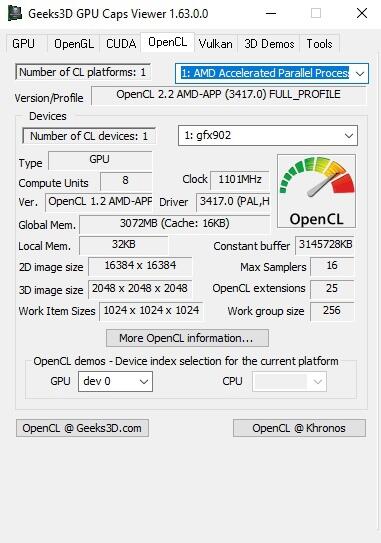 Geeks3D GPU Caps Viewer 1.63.0.0
GPU OpenGL CUDA OpenCL Vulkan 3D Demos Tools
Number of CL platforms: 1 1: AMD Accelerated Parallel Proces
Version/Profile OpenCL 2.2 AMD-APP (3417.0) FULL_PROFILE
Devices
Number of CL devices: 1 1: gfx902
Type GPU
Compute Units 8 Clock 1101MHz
Ver. OpenCL 1.2 AMD-APP Driver 3417.0 (PAL,H
OpenCL
Global Mem. 3072MB (Cache: 16KB)
Local Mem. 32KB Constant buffer 3145728KB
2D image size 16384 x 16384 Max Samplers 16
3D image size 2048 x 2048 x 2048 OpenCL extensions 25
Work Item Sizes 1024 x 1024 x 1024 Work group size 256
More OpenCL information...
OpenCL demos - Device index selection for the current platform
GPU dev 0 CPU
OpenCL @ Geeks3D.com OpenCL @ Khronos